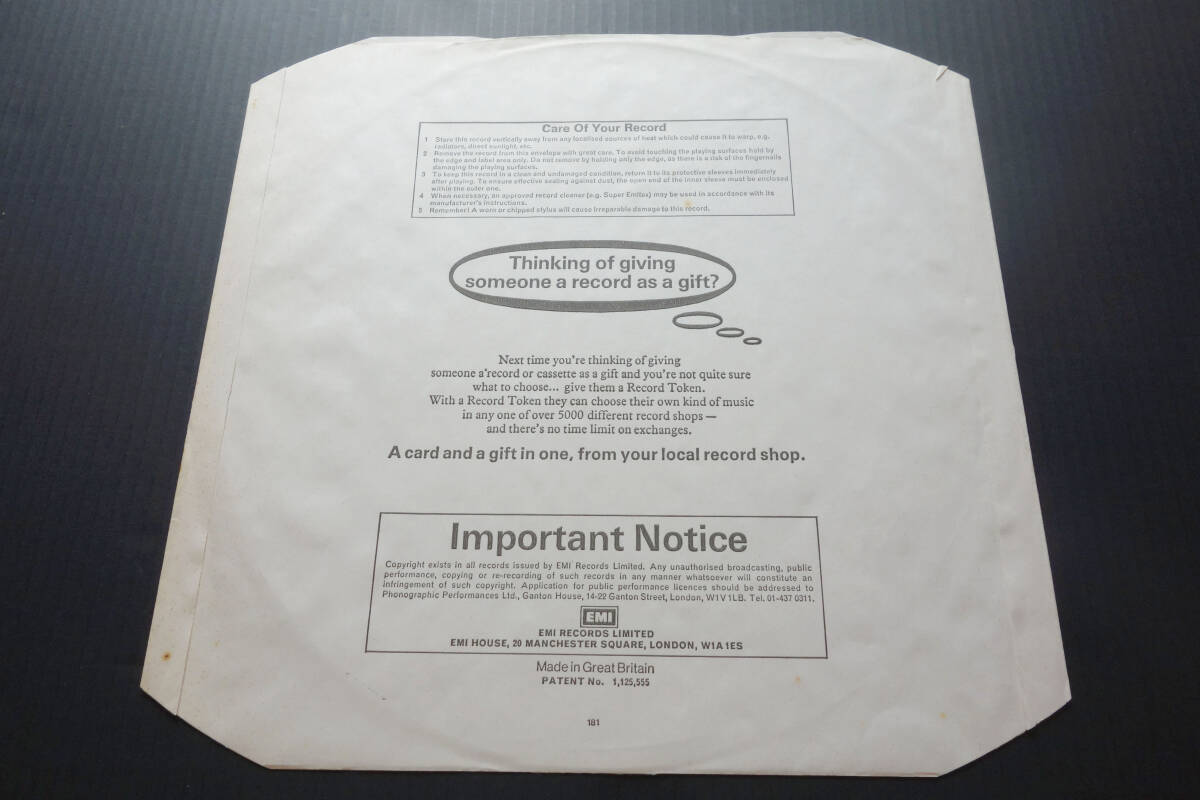 Care Of Your Record
1 Store this record vertically away from any localised sources of heat which could cause it to warp, e.g.
radiators, direct sunlight, etc.
2 Remove the record from this envelope with great care. To avoid touching the playing surfaces hold by
the edge and label area only. Do not remove by holding only the edge, as there is a risk of the fingernails
damaging the playing surfaces.
3 To keep this record in a clean and undamaged condition, return it to its protective sleeves immediately
after playing. To ensure effective sealing against dust, the open end of the inner sleeve must be enclosed
within the outer one.
4 When necessary, an approved record cleaner (e.g. Super Emitex) may be used in accordance with its
manufacturer's instructions.
5 Remember! A worn or chipped stylus will cause irreparable damage to this record.
Thinking of giving
someone a record as a gift?
Next time you're thinking of giving
someone a record or cassette as a gift and you're not quite sure
what to choose... give them a Record Token.
With a Record Token they can choose their own kind of music
in any one of over 5000 different record shops —
and there's no time limit on exchanges.
A card and a gift in one, from your local record shop.
Important Notice
Copyright exists in all records issued by EMI Records Limited. Any unauthorised broadcasting, public
performance, copying or re-recording of such records in any manner whatsoever will constitute an
infringement of such copyright. Application for public performance licences should be addressed to
Phonographic Performances Ltd., Ganton House, 14-22 Ganton Street, London, W1V 1LB. Tel. 01-437 0311.
EMI
EMI RECORDS LIMITED
EMI HOUSE, 20 MANCHESTER SQUARE, LONDON, W1A 1ES
Made in Great Britain
PATENT No. 1,125,555
181